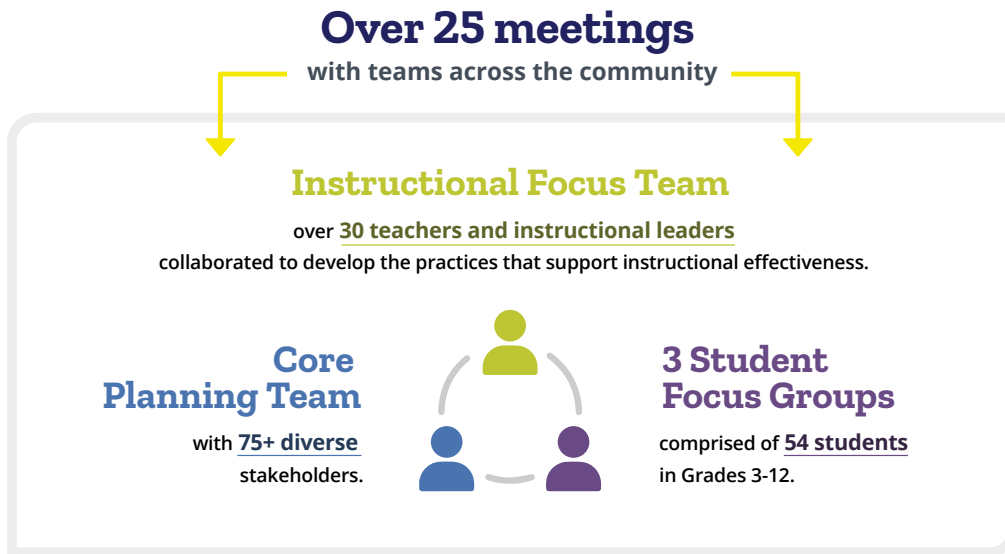 Over 25 meetings
with teams across the community
Instructional Focus Team
over 30 teachers and instructional leaders
collaborated to develop the practices that support instructional effectiveness.
Core
Planning Team
with 75+ diverse
stakeholders.
3 Student
Focus Groups
comprised of 54 students
in Grades 3-12.